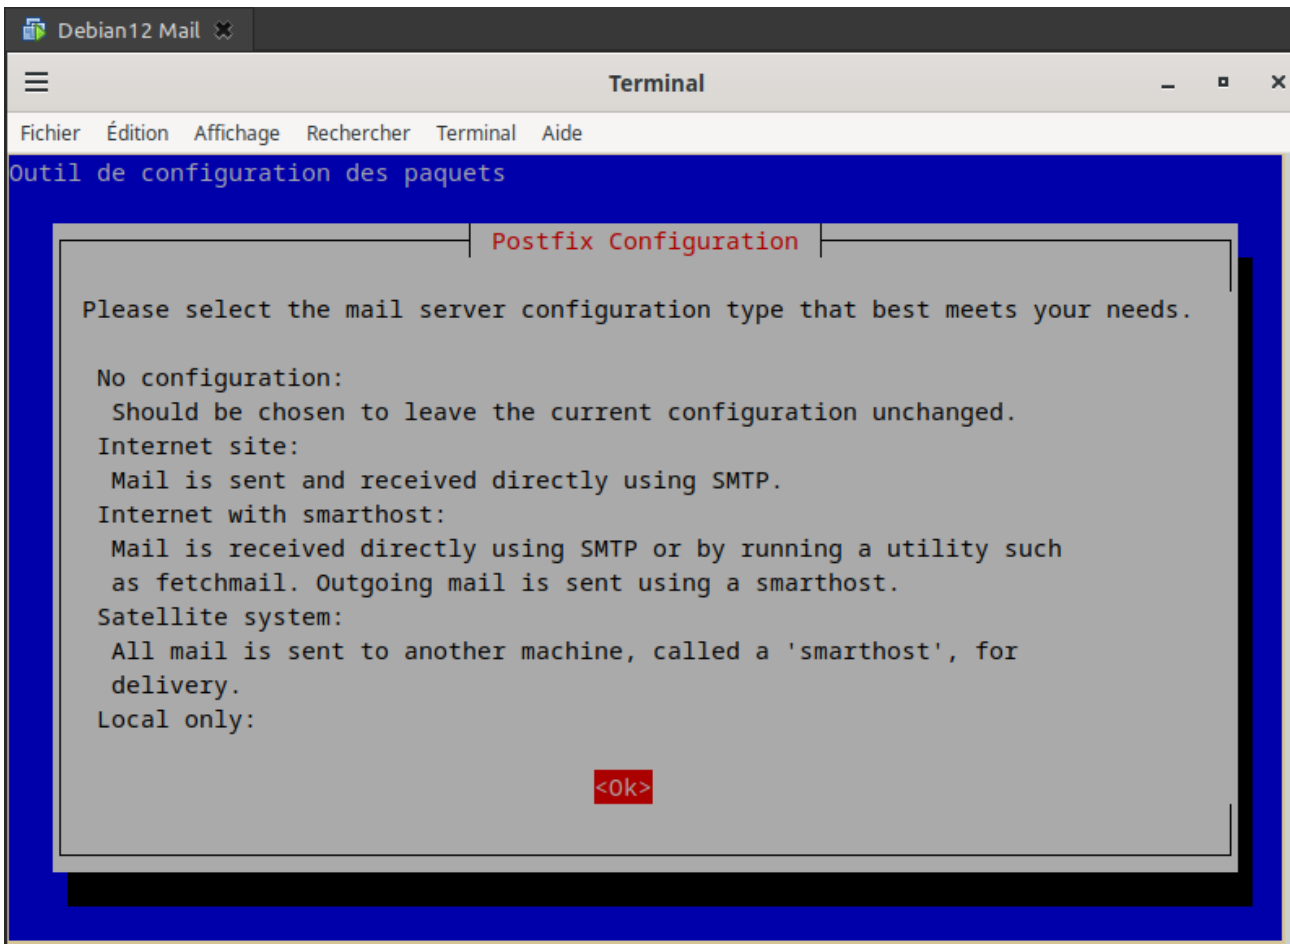 Debian12 Mail
Terminal
Fichier Édition Affichage Rechercher Terminal Aide
Outil de configuration des paquets
Postfix Configuration
Please select the mail server configuration type that best meets your needs.
No configuration:
Should be chosen to leave the current configuration unchanged.
Internet site:
Mail is sent and received directly using SMTP.
Internet with smarthost:
Mail is received directly using SMTP or by running a utility such
as fetchmail. Outgoing mail is sent using a smarthost.
Satellite system:
All mail is sent to another machine, called a 'smarthost', for
delivery.
Local only:
<Ok>